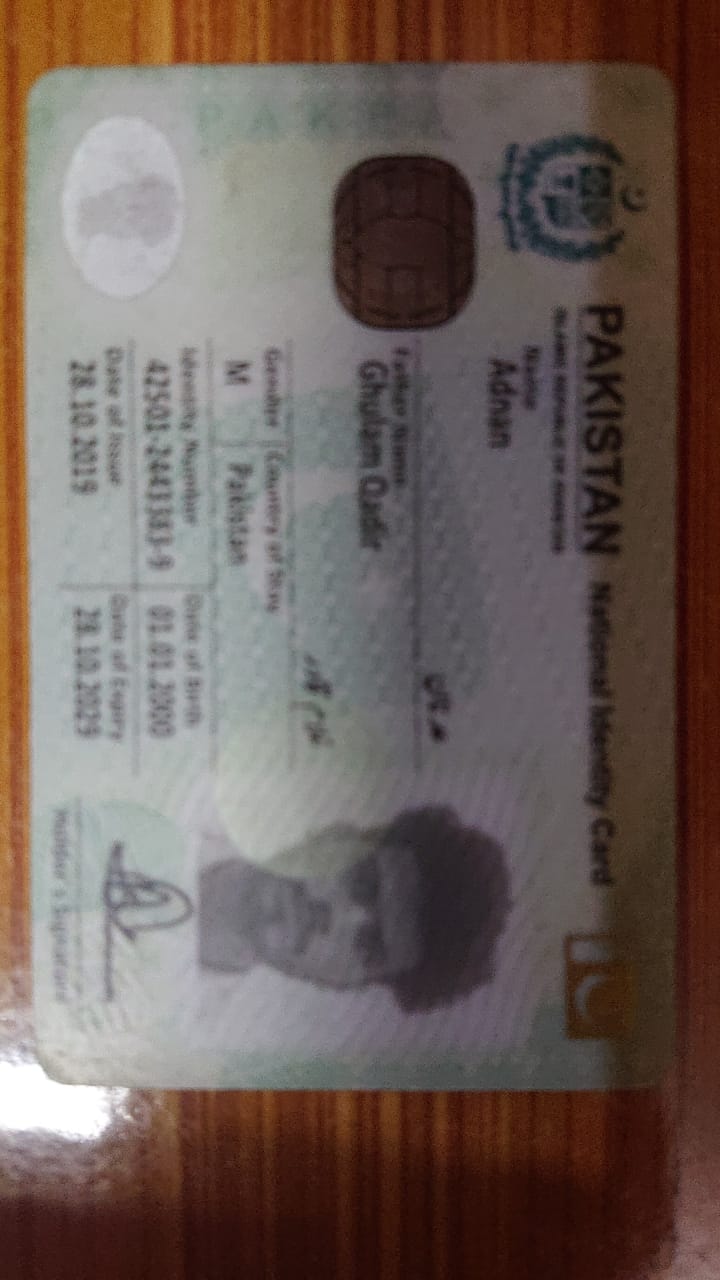 PAKISTAN National Identity Card
ISLAMIC REPUBLIC OF PAKISTAN
Name
Adnan
Father Name
Ghulam Qadir
Gender Country of Stay
M Pakistan
Identity Number Date of Birth
42501-2441383-9 01.01.2000
Date of Issue Date of Expiry
28.10.2019 28.10.2029
Holder's Signature